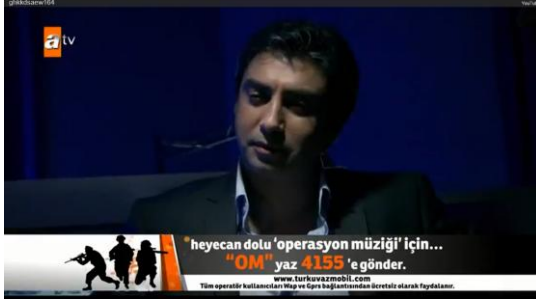 ghkkdsaew164
atv
*heyecan dolu 'operasyon müziği' için...
"OM" yaz 4155 'e gönder.
www.turkuvazmobil.com
Tüm operatör kullanıcıları Wap ve Gprs bağlantısından ücretsiz olarak faydalanır.